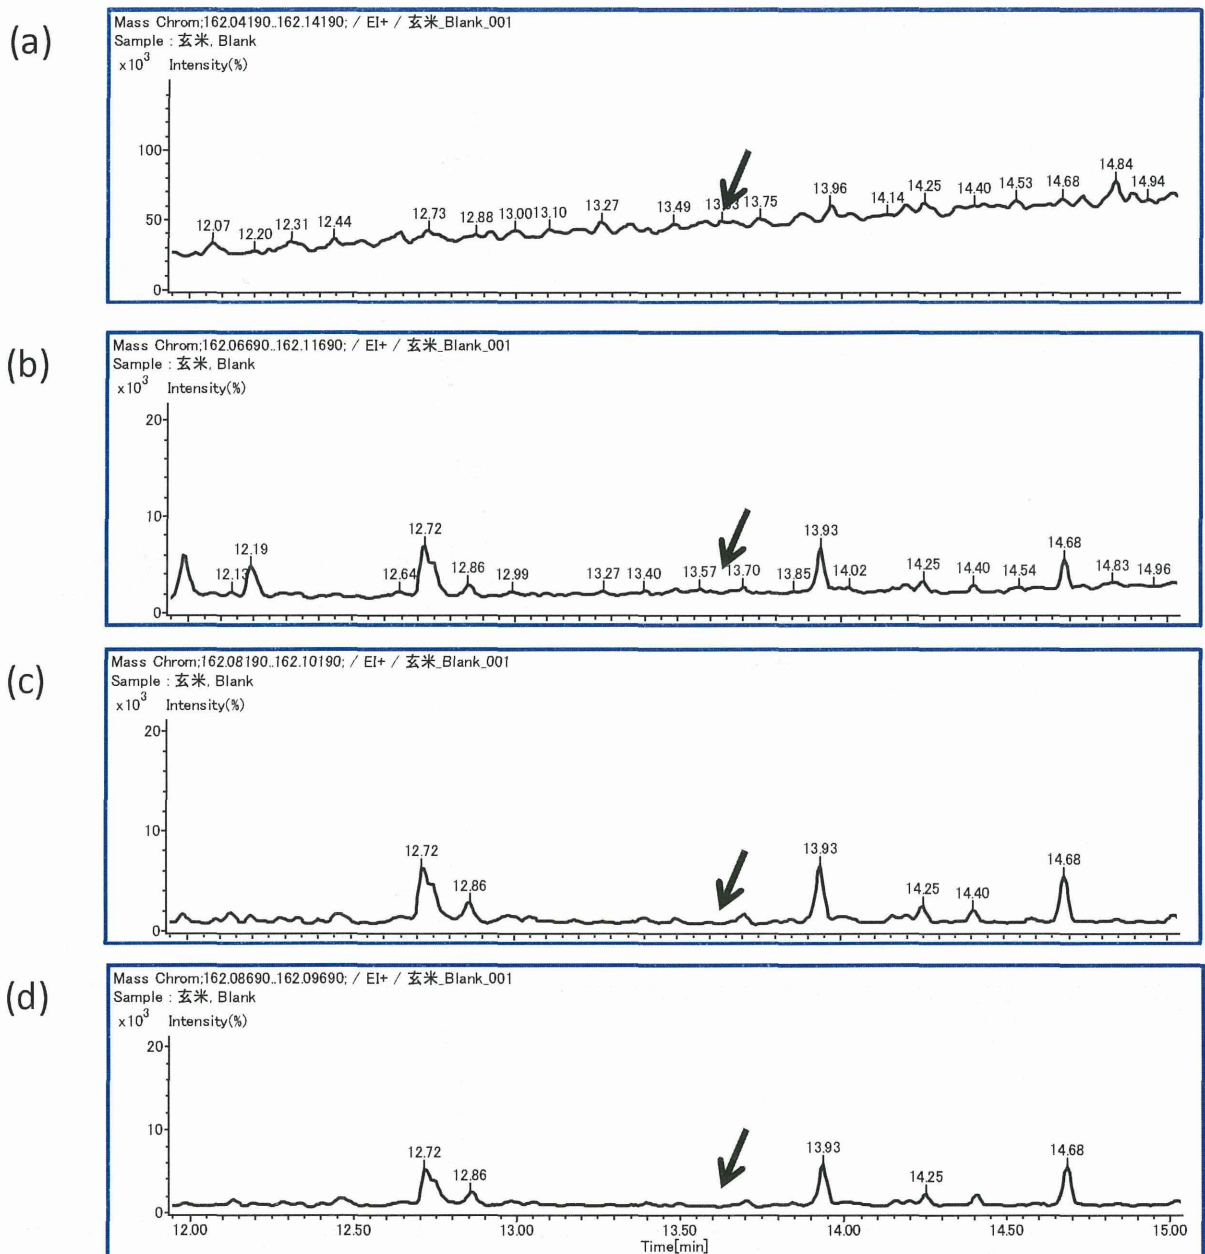 (a)
Mass Chrom;162.04190..162.14190; / EI+ / 玄米_Blank_001
Sample : 玄米, Blank
x10³ Intensity(%)
100
50
0
12.07 12.20 12.31 12.44 12.73 12.88 13.00 13.10 13.27 13.49 13.75 13.96 14.14 14.25 14.40 14.53 14.68 14.84 14.94
(b)
Mass Chrom;162.06690..162.11690; / EI+ / 玄米_Blank_001
Sample : 玄米, Blank
x10³ Intensity(%)
20
10
0
12.13 12.19 12.64 12.72 12.86 12.99 13.27 13.40 13.57 13.70 13.85 13.93 14.02 14.25 14.40 14.54 14.68 14.83 14.96
(c)
Mass Chrom;162.08190..162.10190; / EI+ / 玄米_Blank_001
Sample : 玄米, Blank
x10³ Intensity(%)
20
10
0
12.72 12.86 13.93 14.25 14.40 14.68
(d)
Mass Chrom;162.08690..162.09690; / EI+ / 玄米_Blank_001
Sample : 玄米, Blank
x10³ Intensity(%)
20
10
0
12.72 12.86 13.93 14.25 14.68
12.00 12.50 13.00 13.50 14.00 14.50 15.00
Time[min]